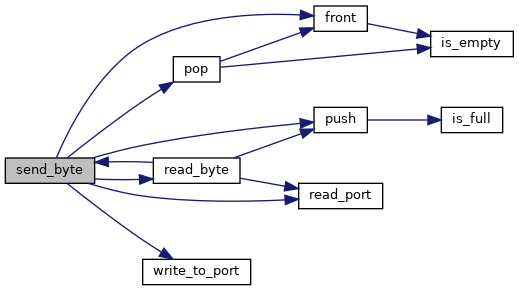 front
is_empty
pop
push
is_full
send_byte
read_byte
read_port
write_to_port